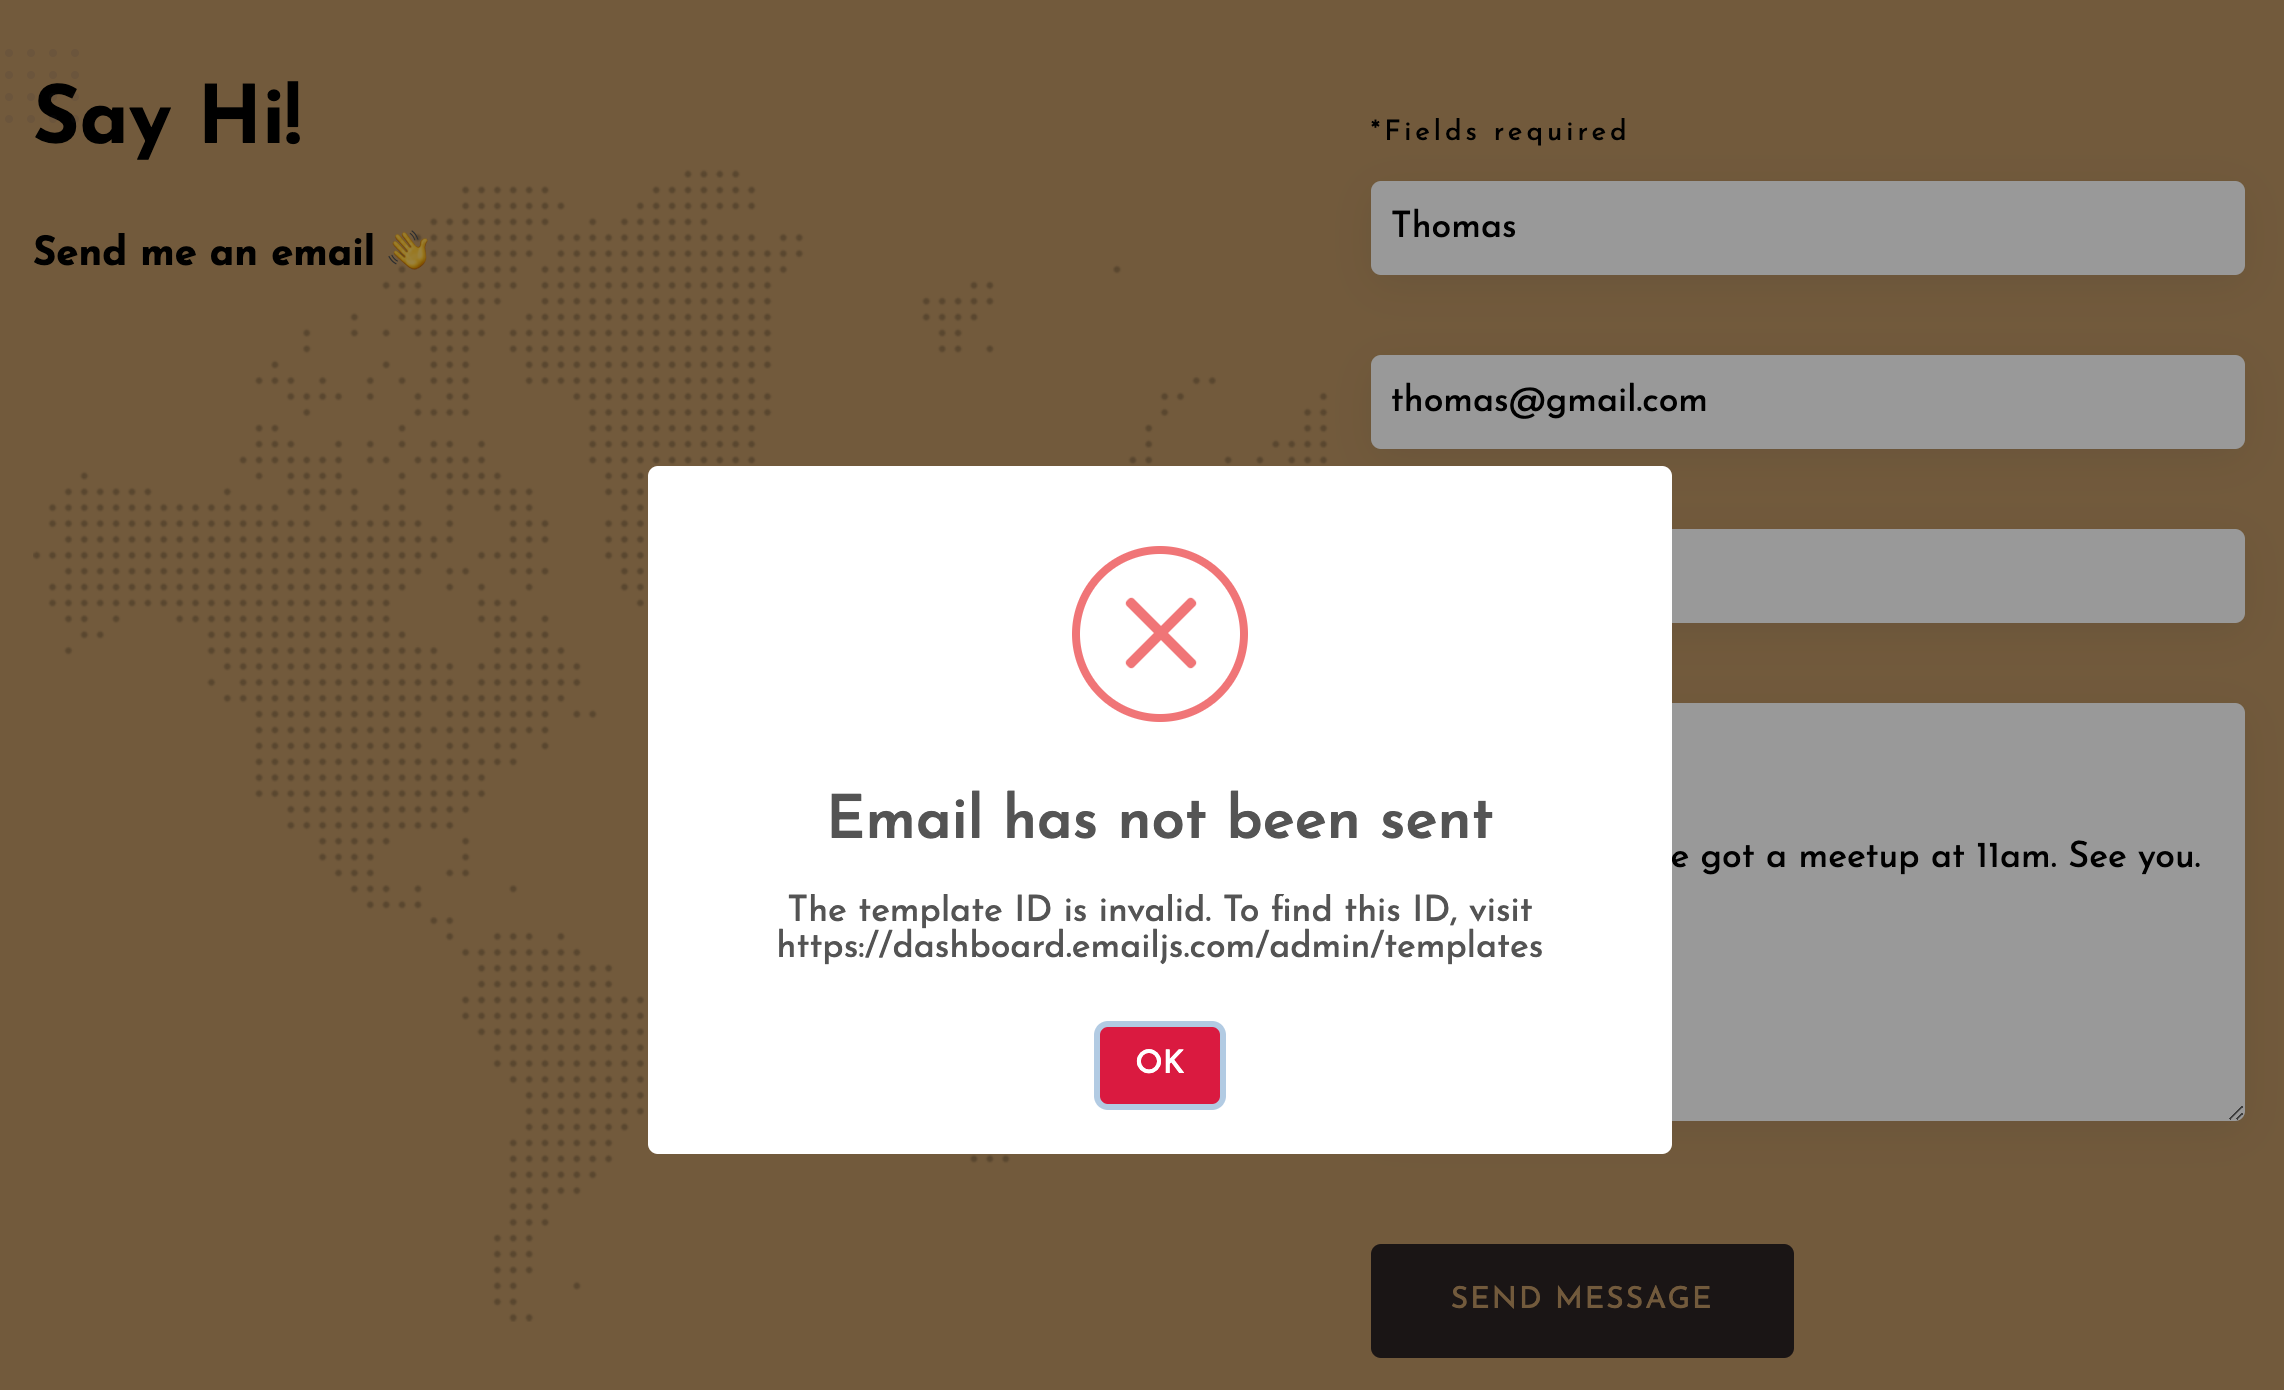 Say Hi!
Send me an email 👋
*Fields required
Thomas
thomas@gmail.com
got a meetup at 11am. See you.
Email has not been sent
The template ID is invalid. To find this ID, visit
https://dashboard.emailjs.com/admin/templates
OK
SEND MESSAGE